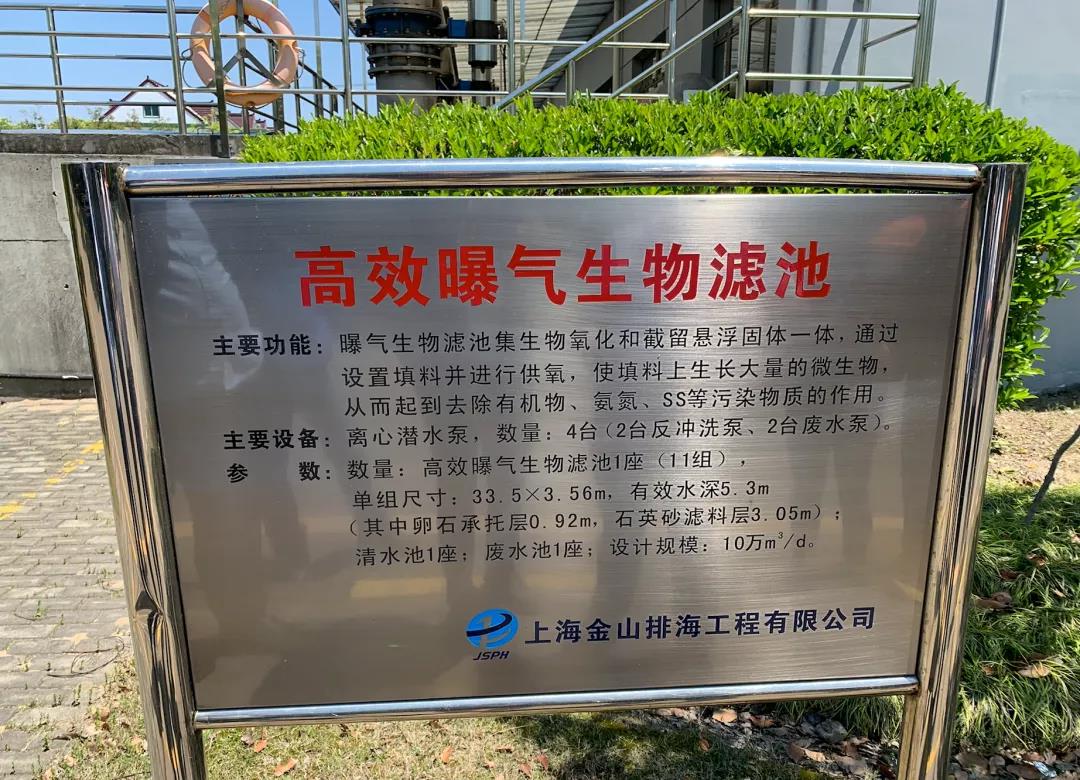 高效曝气生物滤池
主要功能：曝气生物滤池集生物氧化和截留悬浮固体一体，通过
设置填料并进行供氧，使填料上生长大量的微生物，
从而起到去除有机物、氨氮、SS等污染物质的作用。
主要设备：离心潜水泵，数量：4台（2台反冲洗泵、2台废水泵）。
参　　数：数量：高效曝气生物滤池1座（11组），
单组尺寸：33.5×3.56m，有效水深5.3m
（其中卵石承托层0.92m，石英砂滤料层3.05m）；
清水池1座；废水池1座；设计规模：10万m³/d。
上海金山排海工程有限公司
JSPH